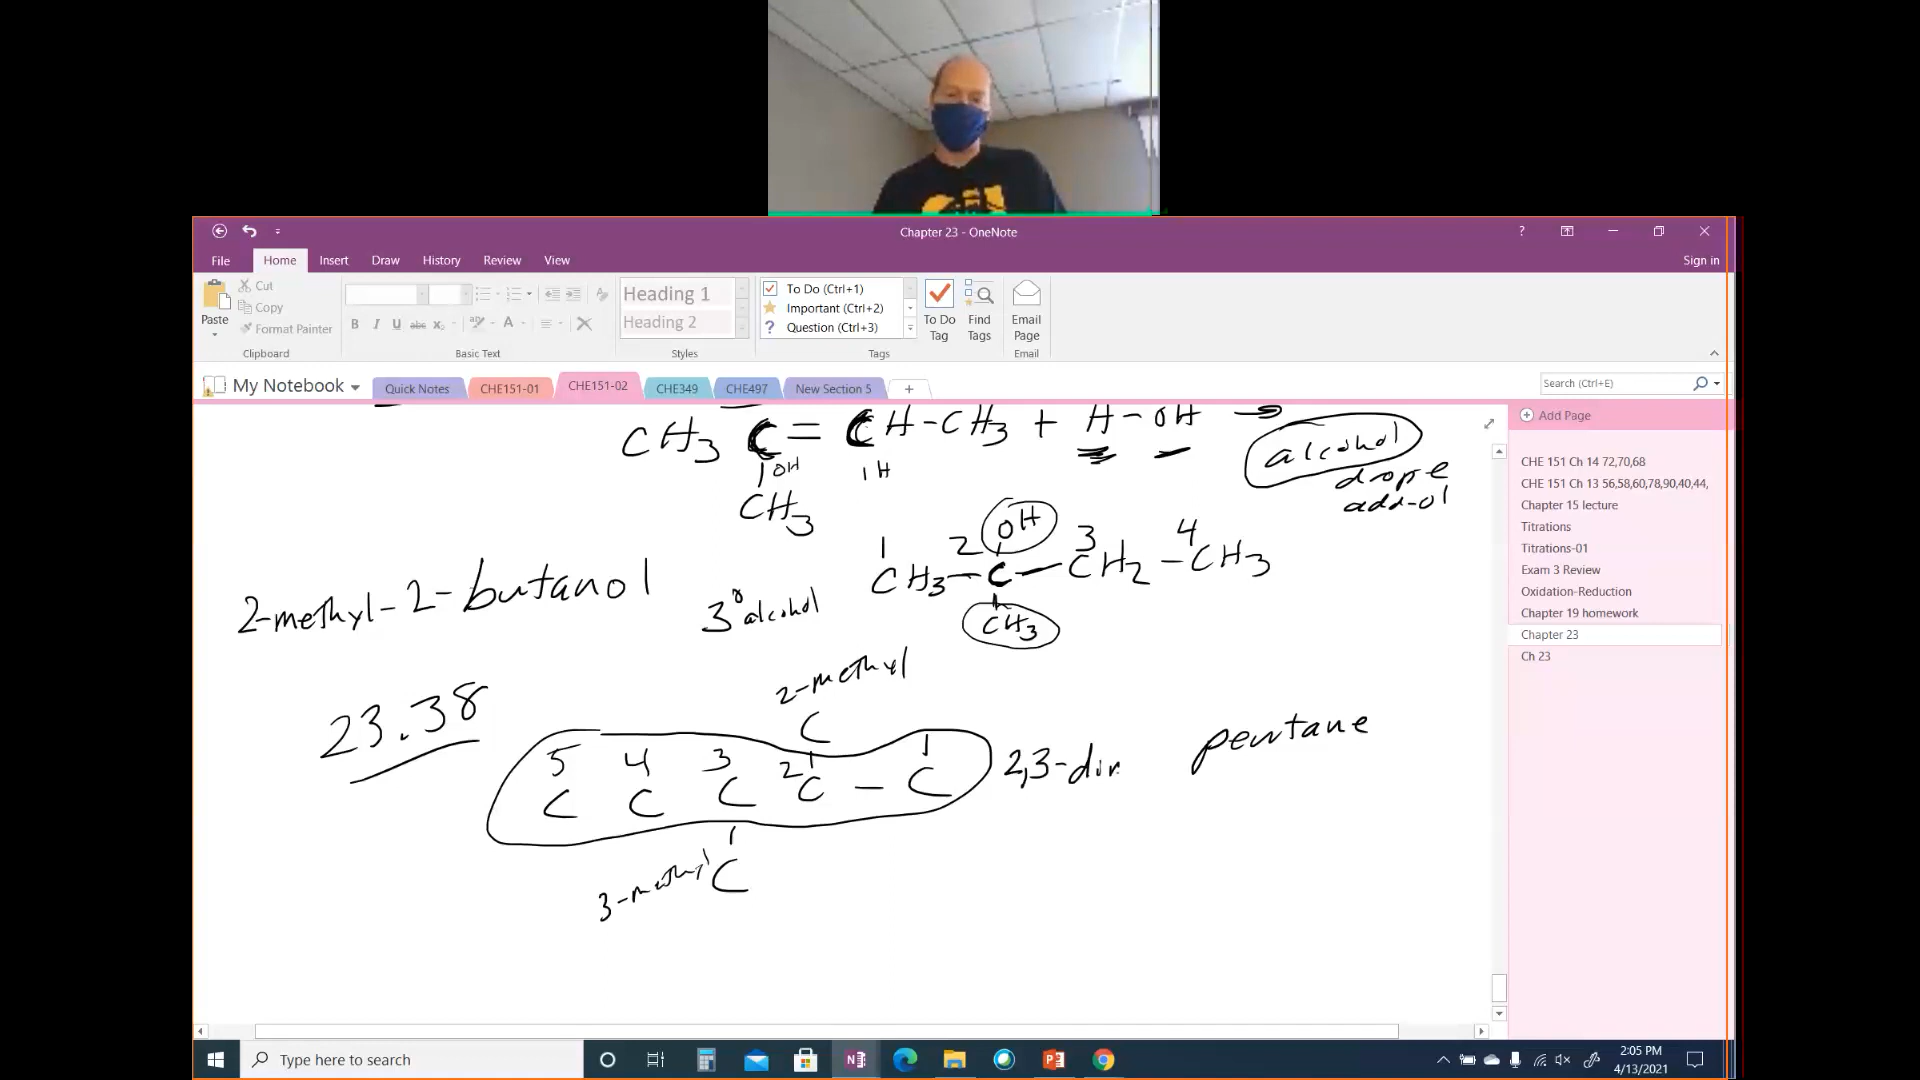 Chapter 23 - OneNote
?
File Home Insert Draw History Review View Sign in
Paste
Cut
Copy
Format Painter
Clipboard
B I U abc X₂ A
Basic Text
Heading 1
Heading 2
Styles
To Do (Ctrl+1)
Important (Ctrl+2)
? Question (Ctrl+3)
Tags
To Do Tag
Find Tags
Email Page
Email
My Notebook Quick Notes CHE151-01 CHE151-02 CHE349 CHE497 New Section 5 +
Search (Ctrl+E)
Add Page
CHE 151 Ch 14 72,70,68
CHE 151 Ch 13 56,58,60,78,90,40,44,
Chapter 15 lecture
Titrations
Titrations-01
Exam 3 Review
Oxidation-Reduction
Chapter 19 homework
Chapter 23
Ch 23
CH3 C = CH-CH3 + H-OH →
OH H
CH3
alcohol
drop e
add -ol
1 2 OH 3 4
CH3 - C - CH2 - CH3
CH3
2-methyl-2-butanol
3° alcohol
23.38
2-methyl
C
5 4 3 2 1
C C C C - C
2,3-dim
pentane
3-methyl C
Type here to search
2:05 PM
4/13/2021